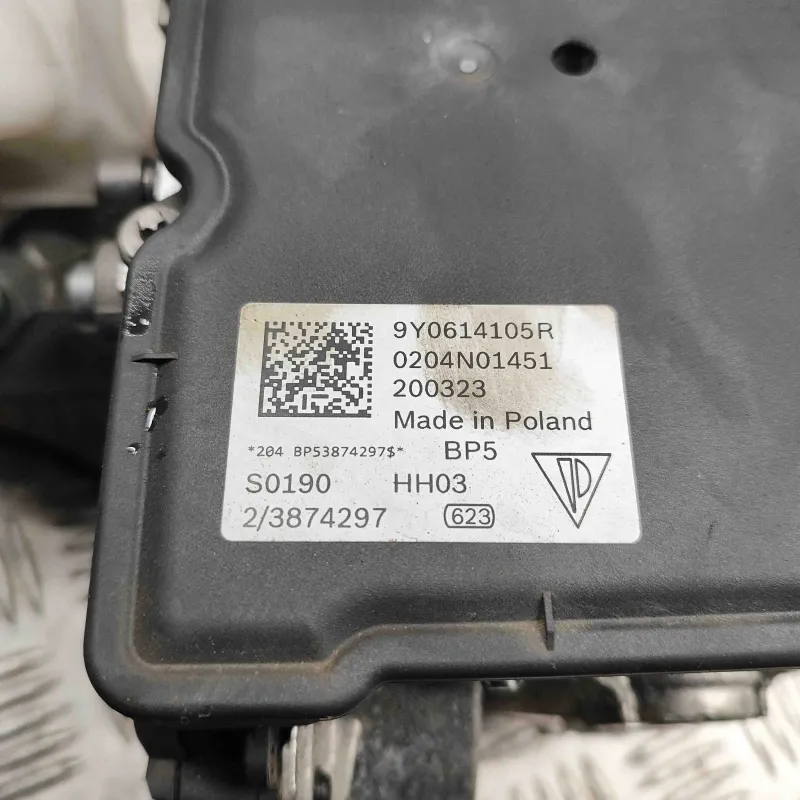 9Y0614105R
0204N01451
200323
Made in Poland
*204 BP53874297$* BP5
S0190 HH03
2/3874297 623